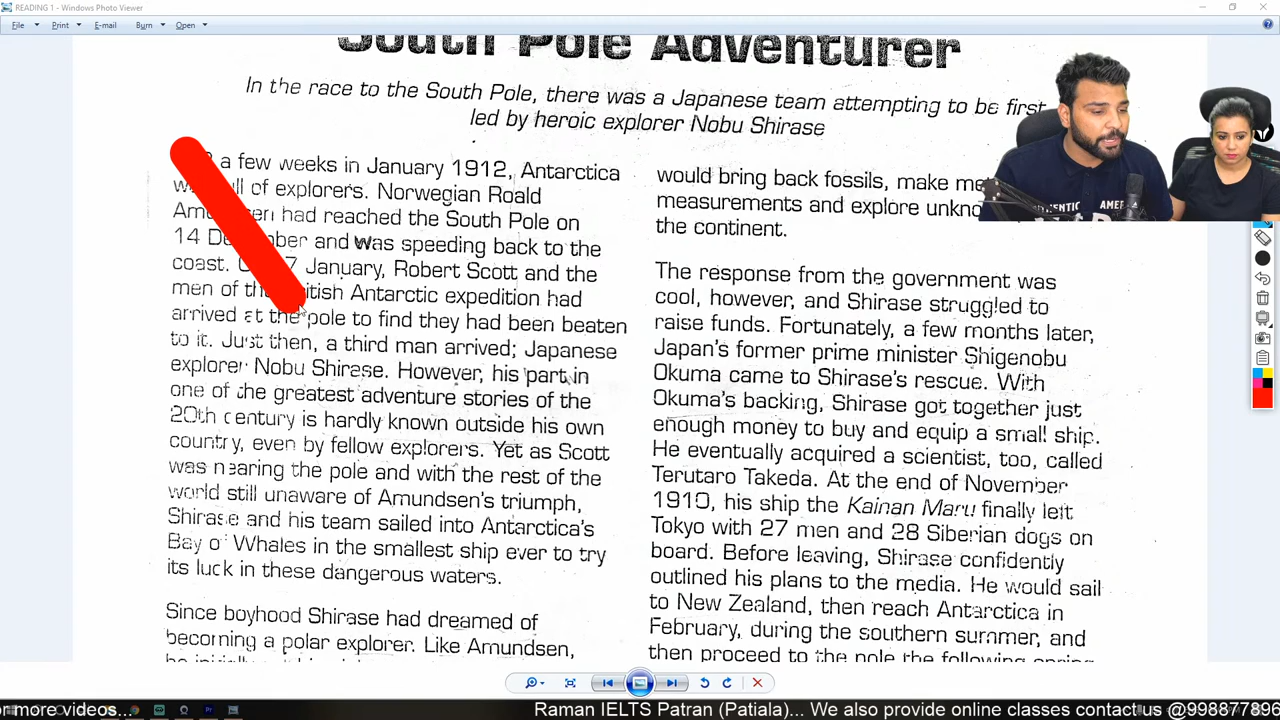 READING 1 - Windows Photo Viewer
File Print E-mail Burn Open
South Pole Adventurer
In the race to the South Pole, there was a Japanese team attempting to be first
led by heroic explorer Nobu Shirase
a few weeks in January 1912, Antarctica
full of explorers. Norwegian Roald
had reached the South Pole on
14 and was speeding back to the
coast. January, Robert Scott and the
men of Antarctic expedition had
arrived at the pole to find they had been beaten
to it. Just then, a third man arrived; Japanese
explorer Nobu Shirase. However, his part in
one of the greatest adventure stories of the
20th century is hardly known outside his own
country, even by fellow explorers. Yet as Scott
was nearing the pole and with the rest of the
world still unaware of Amundsen's triumph,
Shirase and his team sailed into Antarctica's
Bay of Whales in the smallest ship ever to try
its luck in these dangerous waters.
Since boyhood Shirase had dreamed of
becoming a polar explorer. Like Amundsen,
would bring back fossils, make
measurements and explore
the continent.
The response from the government was
cool, however, and Shirase struggled to
raise funds. Fortunately, a few months later,
Japan's former prime minister Shigenobu
Okuma came to Shirase's rescue. With
Okuma's backing, Shirase got together just
enough money to buy and equip a small ship.
He eventually acquired a scientist, too, called
Terutaro Takeda. At the end of November
1910, his ship the Kainan Maru finally left
Tokyo with 27 men and 28 Siberian dogs on
board. Before leaving, Shirase confidently
outlined his plans to the media. He would sail
to New Zealand, then reach Antarctica in
February, during the southern summer, and
then proceed to the pole the following spring
or more videos... Raman IELTS Patran (Patiala)... We also provide online classes contact us @998877896